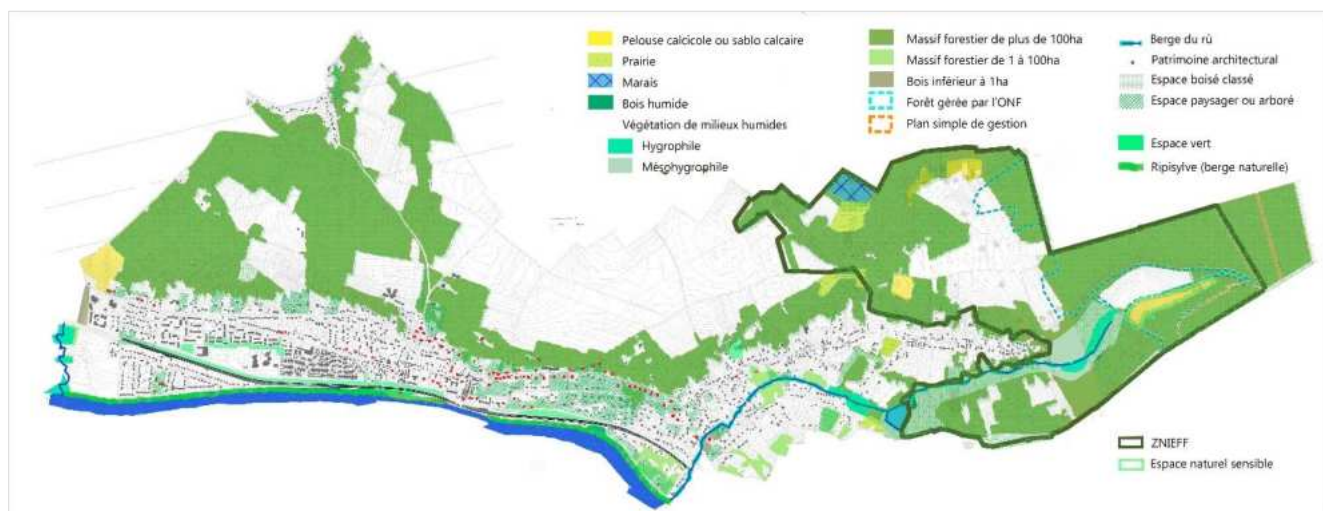 Pelouse calcicole ou sablo calcaire
Prairie
Marais
Bois humide
Végétation de milieux humides
Hygrophile
Mésohygrophile
Massif forestier de plus de 100ha
Massif forestier de 1 à 100ha
Bois inférieur à 1ha
Forêt gérée par l'ONF
Plan simple de gestion
Berge du rû
Patrimoine architectural
Espace boisé classé
Espace paysager ou arboré
Espace vert
Ripisylve (berge naturelle)
ZNIEFF
Espace naturel sensible